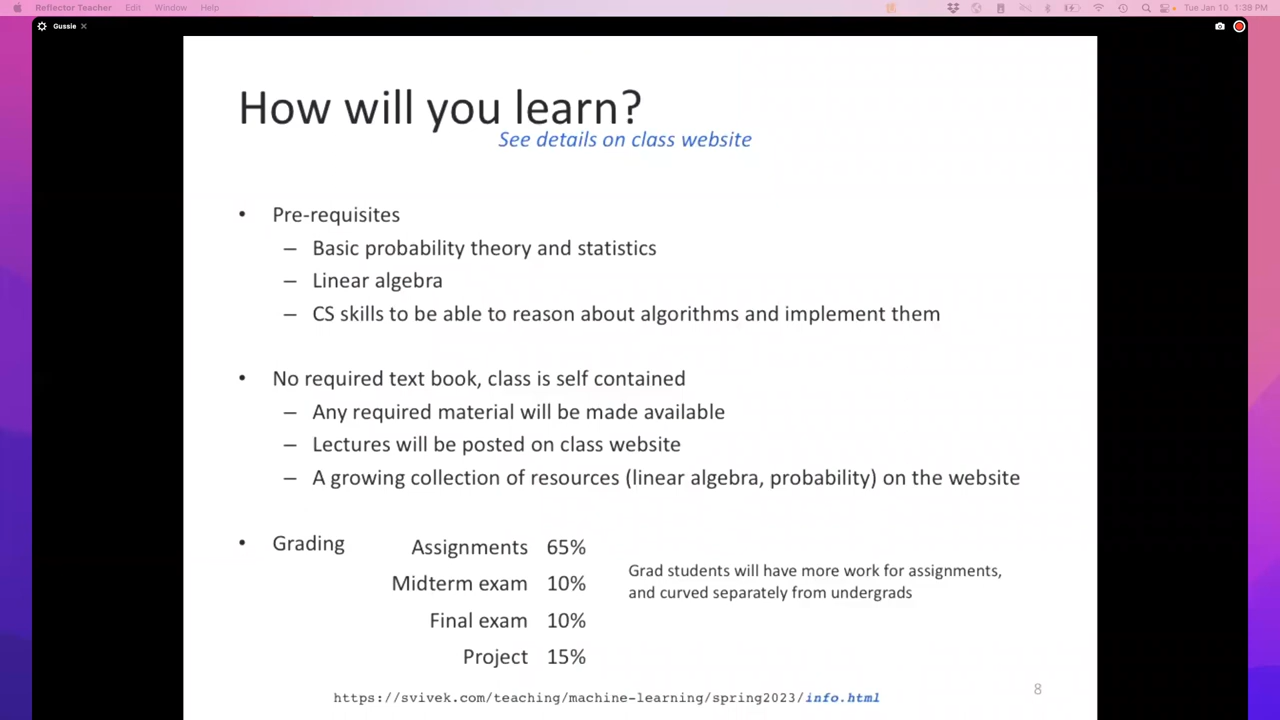 Reflector Teacher Edit Window Help Tue Jan 10 1:38 PM
Gussie
How will you learn?
See details on class website
• Pre-requisites
– Basic probability theory and statistics
– Linear algebra
– CS skills to be able to reason about algorithms and implement them
• No required text book, class is self contained
– Any required material will be made available
– Lectures will be posted on class website
– A growing collection of resources (linear algebra, probability) on the website
• Grading
Assignments 65%
Midterm exam 10%
Final exam 10%
Project 15%
Grad students will have more work for assignments,
and curved separately from undergrads
https://svivek.com/teaching/machine-learning/spring2023/info.html
8